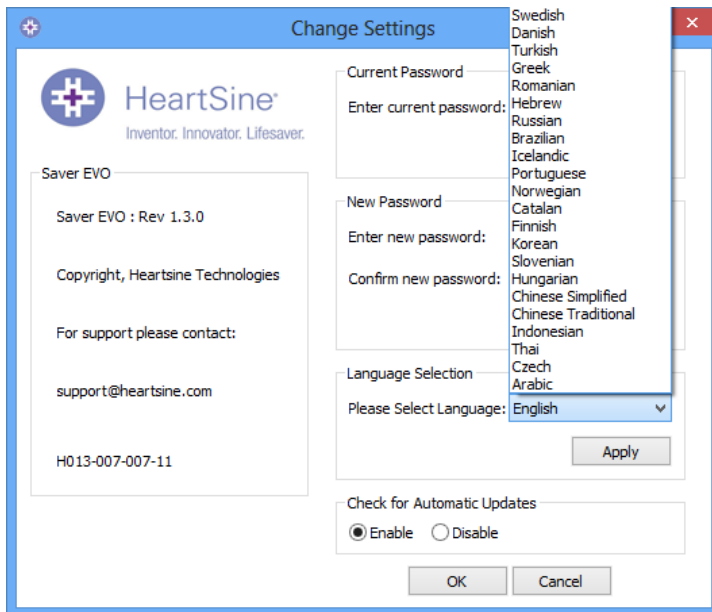 Change Settings
HeartSine®
Inventor. Innovator. Lifesaver.
Saver EVO
Saver EVO : Rev 1.3.0
Copyright, Heartsine Technologies
For support please contact:
support@heartsine.com
H013-007-007-11
Current Password
Enter current password:
New Password
Enter new password:
Confirm new password:
Swedish
Danish
Turkish
Greek
Romanian
Hebrew
Russian
Brazilian
Icelandic
Portuguese
Norwegian
Catalan
Finnish
Korean
Slovenian
Hungarian
Chinese Simplified
Chinese Traditional
Indonesian
Thai
Czech
Arabic
Language Selection
Please Select Language: English
Apply
Check for Automatic Updates
Enable Disable
OK Cancel